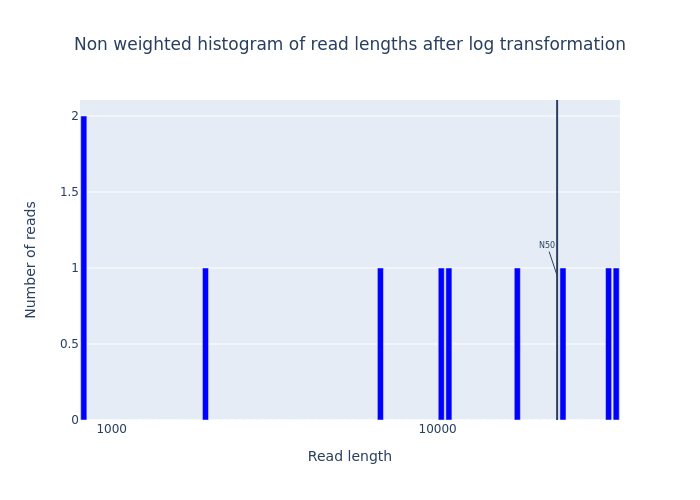 Non weighted histogram of read lengths after log transformation
2
1.5
N50
1
0.5
0
1000
10000
Number of reads
Read length